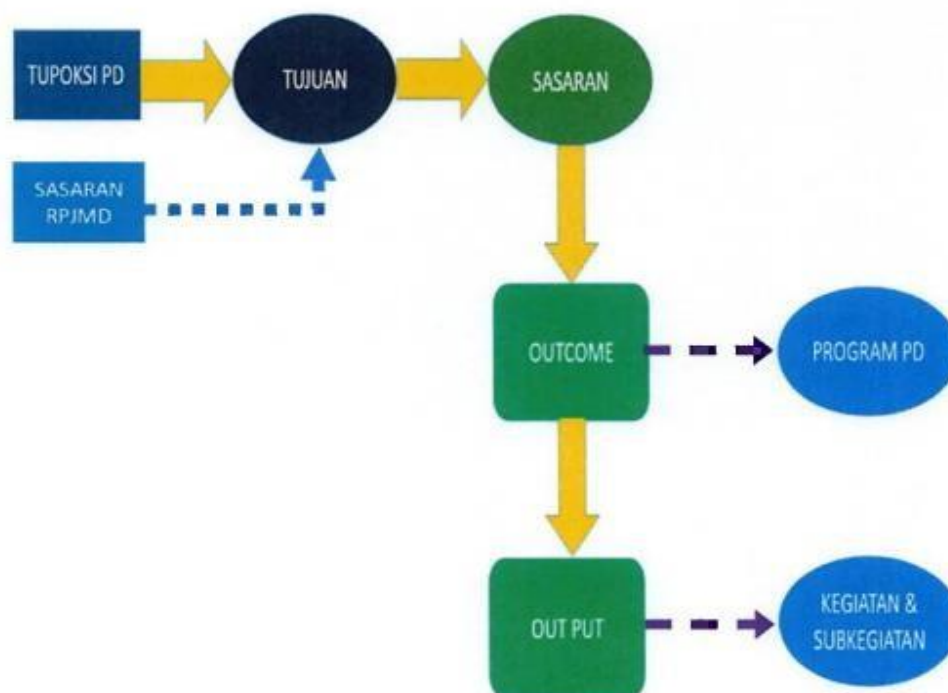 TUPOKSI PD
TUJUAN
SASARAN
SASARAN
RPJMD
OUTCOME
PROGRAM PD
OUT PUT
KEGIATAN &
SUBKEGIATAN